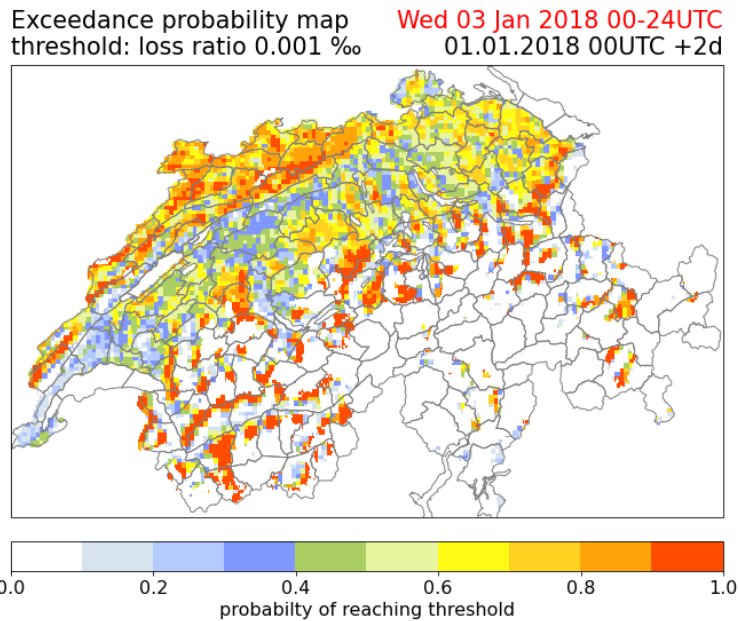 Exceedance probability map
Wed 03 Jan 2018 00-24UTC
threshold: loss ratio 0.001 ‰
01.01.2018 00UTC +2d
0.0 0.2 0.4 0.6 0.8 1.0
probabilty of reaching threshold